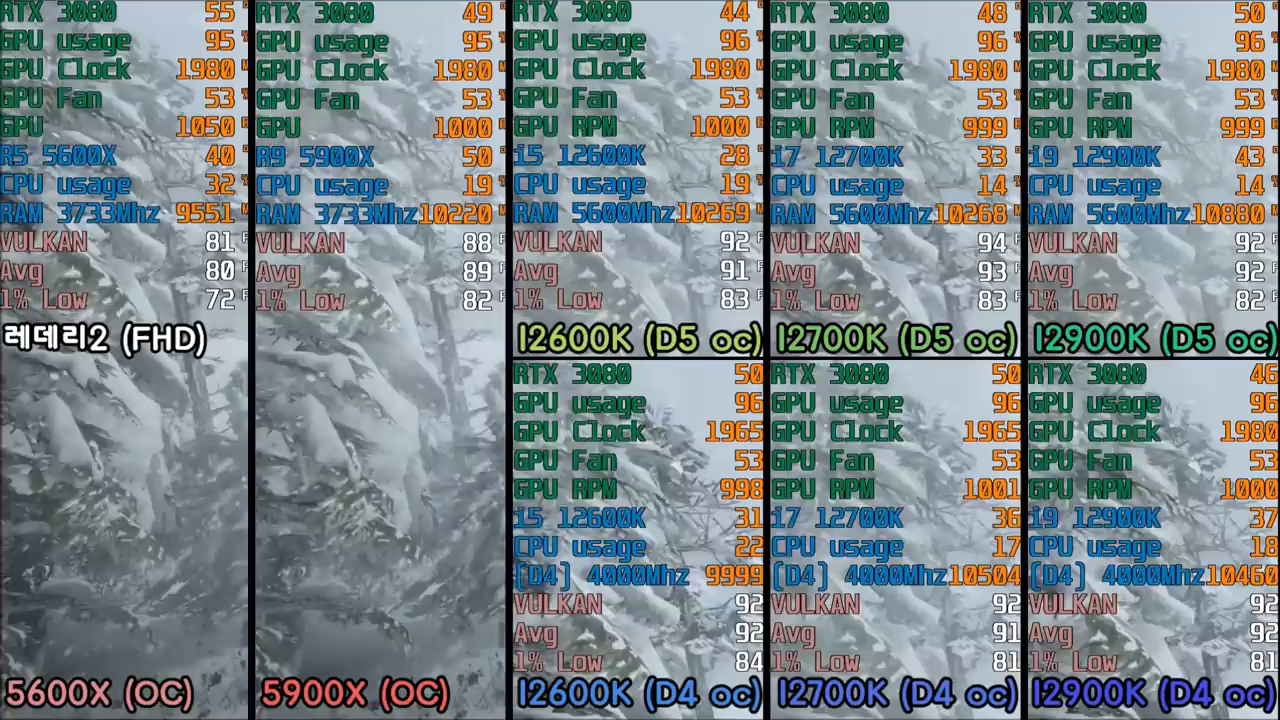 RTX 3080 55
GPU usage 95
GPU Clock 1980
GPU Fan 53
GPU 1050
R5 5600X 40
CPU usage 32
RAM 3733Mhz 9551
VULKAN 81
Avg 80
1% Low 72
레데리2 (FHD)
5600X (OC)
RTX 3080 49
GPU usage 95
GPU Clock 1980
GPU Fan 53
GPU 1000
R9 5900X 50
CPU usage 19
RAM 3733Mhz 10220
VULKAN 88
Avg 89
1% Low 82
5900X (OC)
RTX 3080 44
GPU usage 96
GPU Clock 1980
GPU Fan 53
GPU RPM 1000
i5 12600K 28
CPU usage 19
RAM 5600Mhz 10269
VULKAN 92
Avg 91
1% Low 83
12600K (D5 oc)
RTX 3080 48
GPU usage 96
GPU Clock 1980
GPU Fan 53
GPU RPM 999
i7 12700K 33
CPU usage 14
RAM 5600Mhz 10268
VULKAN 94
Avg 93
1% Low 83
12700K (D5 oc)
RTX 3080 50
GPU usage 96
GPU Clock 1980
GPU Fan 53
GPU RPM 999
i9 12900K 43
CPU usage 14
RAM 5600Mhz 10880
VULKAN 92
Avg 92
1% Low 82
12900K (D5 oc)
RTX 3080 50
GPU usage 96
GPU Clock 1965
GPU Fan 53
GPU RPM 998
i5 12600K 31
CPU usage 22
[D4] 4000Mhz 9999
VULKAN 92
Avg 92
1% Low 84
12600K (D4 oc)
RTX 3080 50
GPU usage 96
GPU Clock 1965
GPU Fan 53
GPU RPM 1001
i7 12700K 36
CPU usage 17
[D4] 4000Mhz 10504
VULKAN 92
Avg 91
1% Low 81
12700K (D4 oc)
RTX 3080 46
GPU usage 96
GPU Clock 1980
GPU Fan 53
GPU RPM 1000
i9 12900K 37
CPU usage 18
[D4] 4000Mhz 10460
VULKAN 92
Avg 92
1% Low 81
12900K (D4 oc)